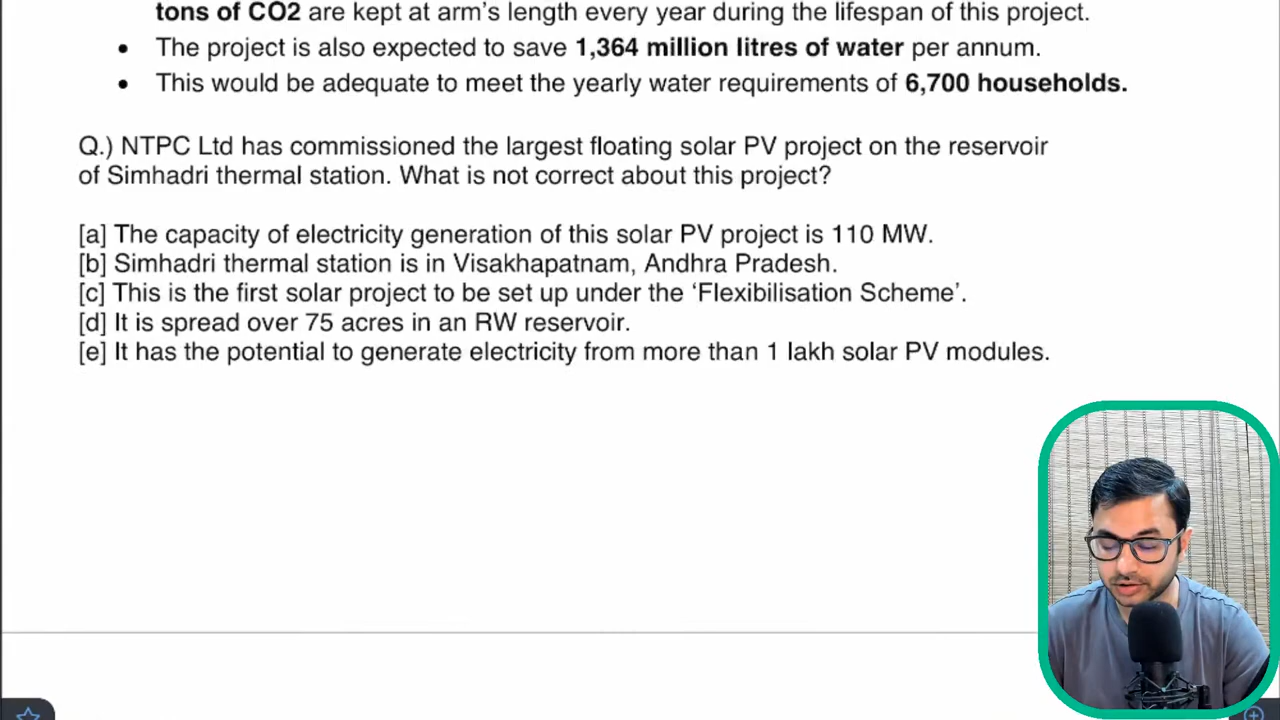 tons of CO2 are kept at arm's length every year during the lifespan of this project.
• The project is also expected to save 1,364 million litres of water per annum.
• This would be adequate to meet the yearly water requirements of 6,700 households.
Q.) NTPC Ltd has commissioned the largest floating solar PV project on the reservoir
of Simhadri thermal station. What is not correct about this project?
[a] The capacity of electricity generation of this solar PV project is 110 MW.
[b] Simhadri thermal station is in Visakhapatnam, Andhra Pradesh.
[c] This is the first solar project to be set up under the ‘Flexibilisation Scheme’.
[d] It is spread over 75 acres in an RW reservoir.
[e] It has the potential to generate electricity from more than 1 lakh solar PV modules.